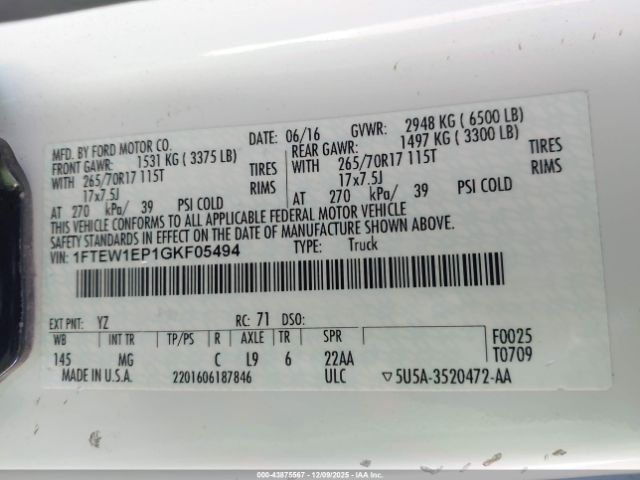 MFD. BY FORD MOTOR CO. DATE: 06/16 GVWR: 2948 KG ( 6500 LB)
FRONT GAWR: 1531 KG ( 3375 LB) REAR GAWR: 1497 KG ( 3300 LB)
WITH 265/70R17 115T TIRES WITH 265/70R17 115T TIRES
17x7.5J RIMS 17x7.5J RIMS
AT 270 kPa/ 39 PSI COLD AT 270 kPa/ 39 PSI COLD
THIS VEHICLE CONFORMS TO ALL APPLICABLE FEDERAL MOTOR VEHICLE
SAFETY STANDARDS IN EFFECT ON THE DATE OF MANUFACTURE SHOWN ABOVE.
VIN: 1FTEW1EP1GKF05494 TYPE: Truck
EXT PNT: YZ RC: 71 DSO:
WB INT TR TP/PS R AXLE TR SPR F0025
145 MG C L9 6 22AA T0709
MADE IN U.S.A. 2201606187846 ULC ▽5U5A-3520472-AA
000-43875567 - 12/09/2025 - IAAI.COM